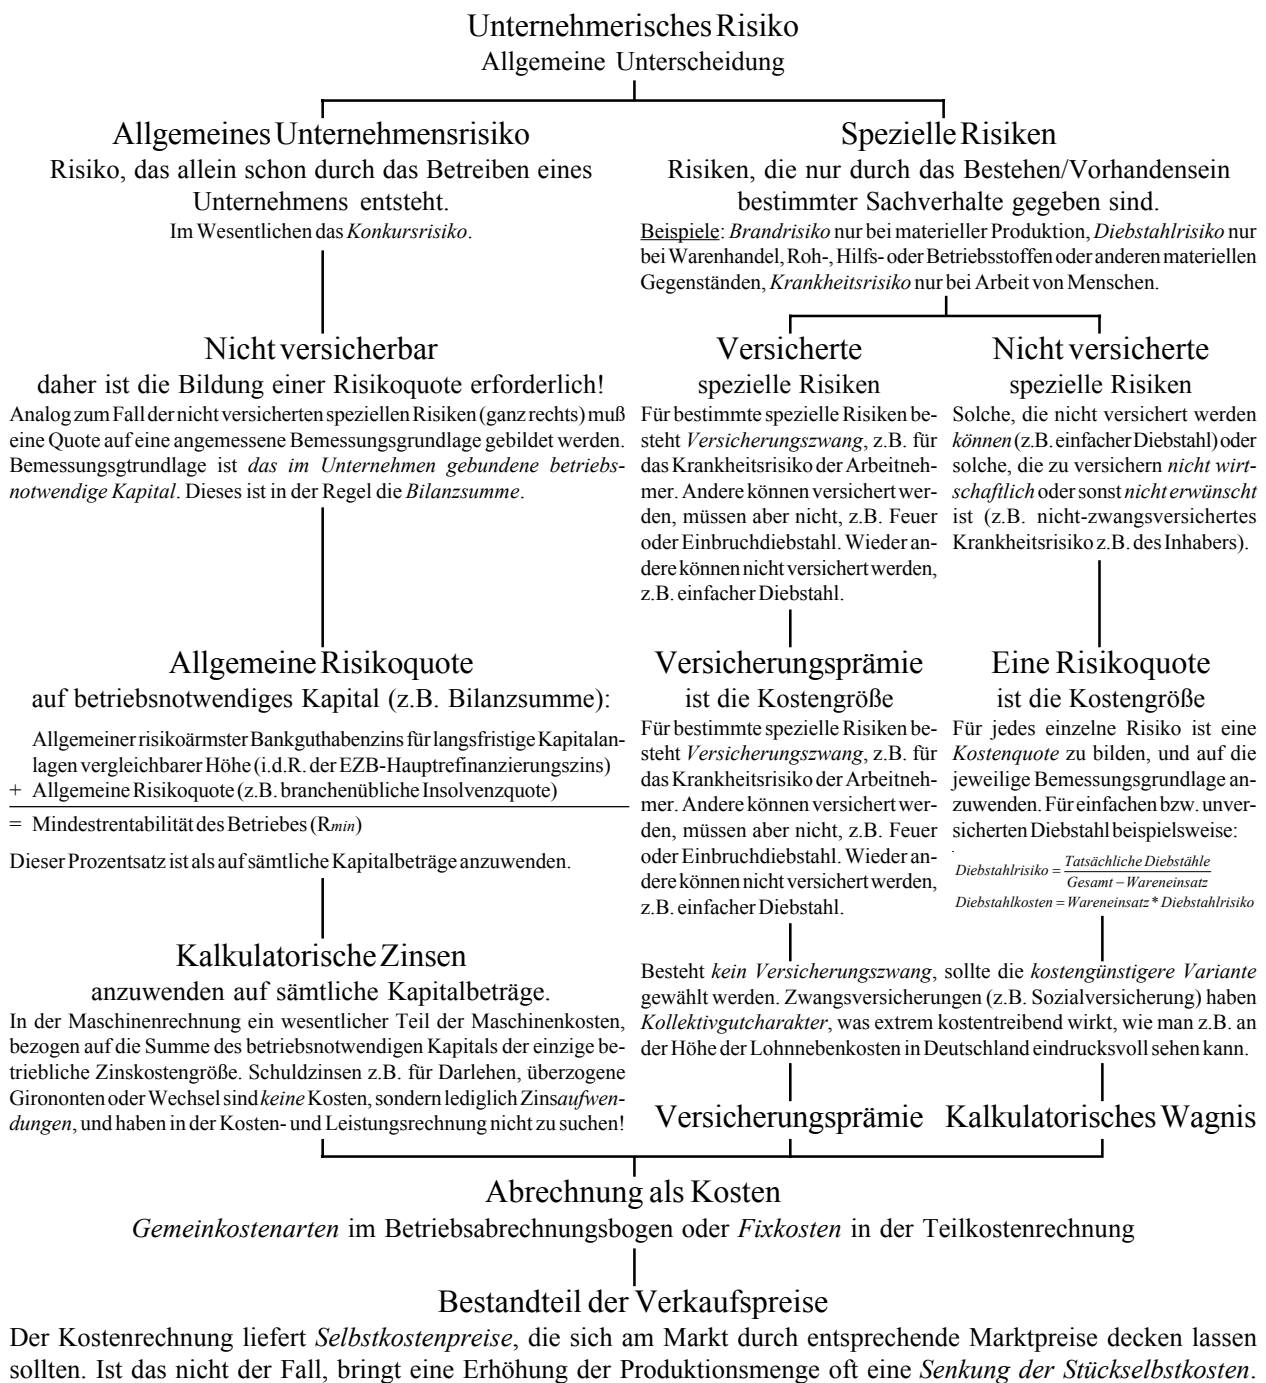 Unternehmerisches Risiko
Allgemeine Unterscheidung
Allgemeines Unternehmensrisiko
Risiko, das allein schon durch das Betreiben eines
Unternehmens entsteht.
Im Wesentlichen das Konkursrisiko.
Spezielle Risiken
Risiken, die nur durch das Bestehen/Vorhandensein
bestimmter Sachverhalte gegeben sind.
Beispiele: Brandrisiko nur bei materieller Produktion, Diebstahlrisiko nur
bei Warenhandel, Roh-, Hilfs- oder Betriebsstoffen oder anderen materiellen
Gegenständen, Krankheitsrisiko nur bei Arbeit von Menschen.
Nicht versicherbar
daher ist die Bildung einer Risikoquote erforderlich!
Analog zum Fall der nicht versicherten speziellen Risiken (ganz rechts) muß
eine Quote auf eine angemessene Bemessungsgrundlage gebildet werden.
Bemessungsgtrundlage ist das im Unternehmen gebundene betriebs-
notwendige Kapital. Dieses ist in der Regel die Bilanzsumme.
Versicherte
spezielle Risiken
Für bestimmte spezielle Risiken be-
steht Versicherungszwang, z.B. für
das Krankheitsrisiko der Arbeitneh-
mer. Andere können versichert wer-
den, müssen aber nicht, z.B. Feuer
oder Einbruchdiebstahl. Wieder an-
dere können nicht versichert werden,
z.B. einfacher Diebstahl.
Nicht versicherte
spezielle Risiken
Solche, die nicht versichert werden
können (z.B. einfacher Diebstahl) oder
solche, die zu versichern nicht wirt-
schaftlich oder sonst nicht erwünscht
ist (z.B. nicht-zwangsversichertes
Krankheitsrisiko z.B. des Inhabers).
Allgemeine Risikoquote
auf betriebsnotwendiges Kapital (z.B. Bilanzsumme):
Allgemeiner risikoärmster Bankguthabenzins für langsfristige Kapitalan-
lagen vergleichbarer Höhe (i.d.R. der EZB-Hauptrefinanzierungszins)
+ Allgemeine Risikoquote (z.B. branchenübliche Insolvenzquote)
= Mindestrentabilität des Betriebes (Rmin)
Dieser Prozentsatz ist als auf sämtliche Kapitalbeträge anzuwenden.
Versicherungsprämie
ist die Kostengröße
Für bestimmte spezielle Risiken be-
steht Versicherungszwang, z.B. für
das Krankheitsrisiko der Arbeitneh-
mer. Andere können versichert wer-
den, müssen aber nicht, z.B. Feuer
oder Einbruchdiebstahl. Wieder an-
dere können nicht versichert werden,
z.B. einfacher Diebstahl.
Eine Risikoquote
ist die Kostengröße
Für jedes einzelne Risiko ist eine
Kostenquote zu bilden, und auf die
jeweilige Bemessungsgrundlage an-
zuwenden. Für einfachen bzw. unver-
sicherten Diebstahl beispielsweise:
Diebstahlrisiko = Tatsächliche Diebstähle
Gesamt – Wareneinsatz
Diebstahlkosten = Wareneinsatz * Diebstahlrisiko
Kalkulatorische Zinsen
anzuwenden auf sämtliche Kapitalbeträge.
In der Maschinenrechnung ein wesentlicher Teil der Maschinenkosten,
bezogen auf die Summe des betriebsnotwendigen Kapitals der einzige be-
triebliche Zinskostengröße. Schuldzinsen z.B. für Darlehen, überzogene
Girononten oder Wechsel sind keine Kosten, sondern lediglich Zinsaufwen-
dungen, und haben in der Kosten- und Leistungsrechnung nicht zu suchen!
Besteht kein Versicherungszwang, sollte die kostengünstigere Variante
gewählt werden. Zwangsversicherungen (z.B. Sozialversicherung) haben
Kollektivgutcharakter, was extrem kostentreibend wirkt, wie man z.B. an
der Höhe der Lohnnebenkosten in Deutschland eindrucksvoll sehen kann.
Versicherungsprämie
Kalkulatorisches Wagnis
Abrechnung als Kosten
Gemeinkostenarten im Betriebsabrechnungsbogen oder Fixkosten in der Teilkostenrechnung
Bestandteil der Verkaufspreise
Der Kostenrechnung liefert Selbstkostenpreise, die sich am Markt durch entsprechende Marktpreise decken lassen
sollten. Ist das nicht der Fall, bringt eine Erhöhung der Produktionsmenge oft eine Senkung der Stückselbstkosten.